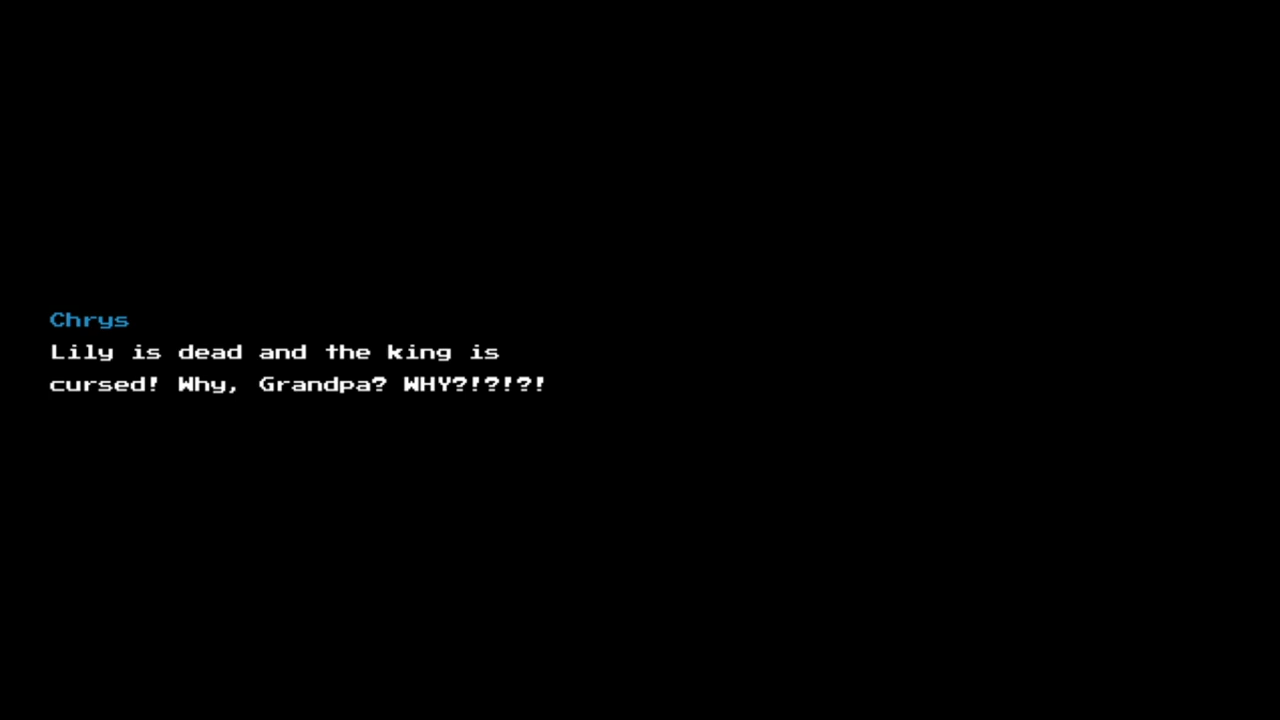 Chrys
Lily is dead and the king is
cursed! Why, Grandpa? WHY?!?!?!